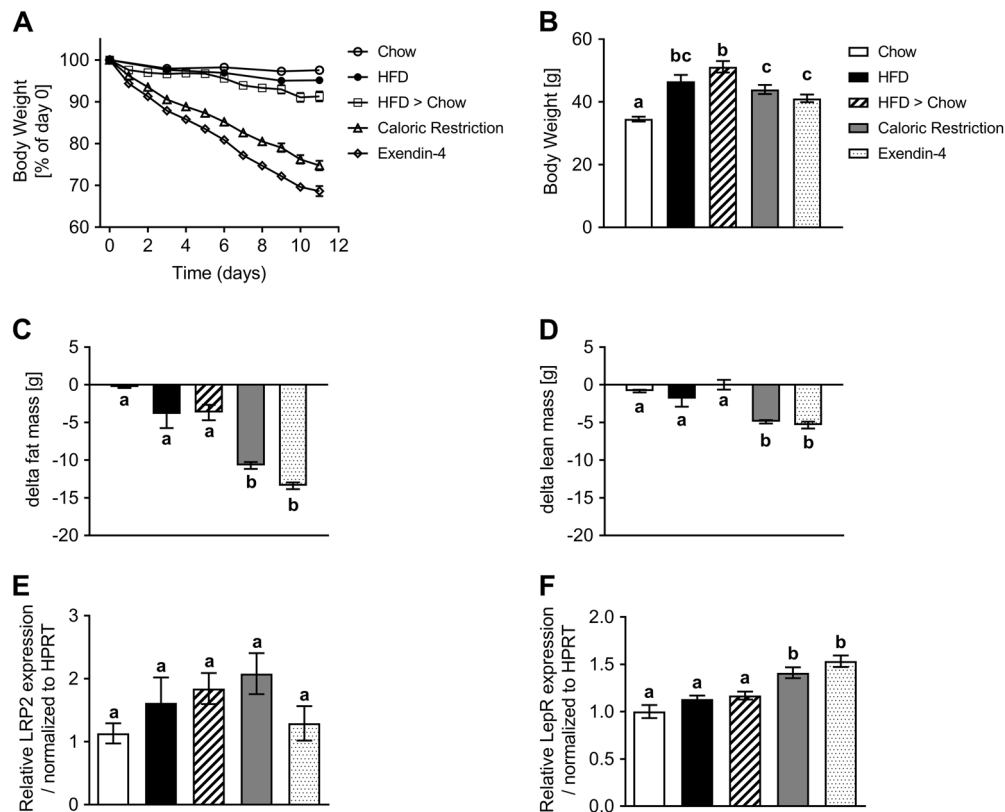 A
Body Weight
[% of day 0]
100
90
80
70
60
0 2 4 6 8 10 12
Time (days)
Chow
HFD
HFD > Chow
Caloric Restriction
Exendin-4
B
Body Weight [g]
60
40
20
0
a bc b c c
Chow
HFD
HFD > Chow
Caloric Restriction
Exendin-4
C
delta fat mass [g]
5
0
-5
-10
-15
-20
a a a b b
D
delta lean mass [g]
5
0
-5
-10
-15
-20
a a a b b
E
Relative LRP2 expression
/ normalized to HPRT
3
2
1
0
a a a a a
F
Relative LepR expression
/ normalized to HPRT
2.0
1.5
1.0
0.5
0.0
a a a b b